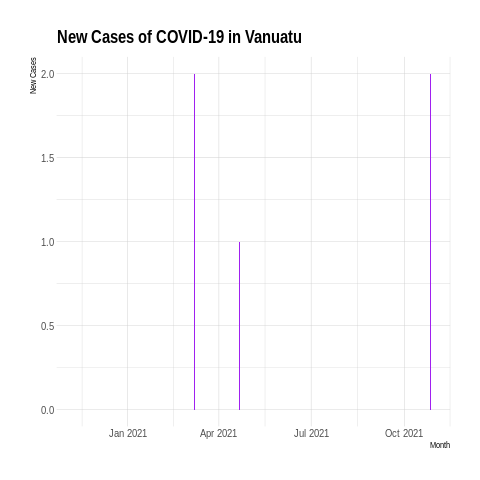 New Cases of COVID-19 in Vanuatu
New Cases
2.0
1.5
1.0
0.5
0.0
Jan 2021
Apr 2021
Jul 2021
Oct 2021
Month